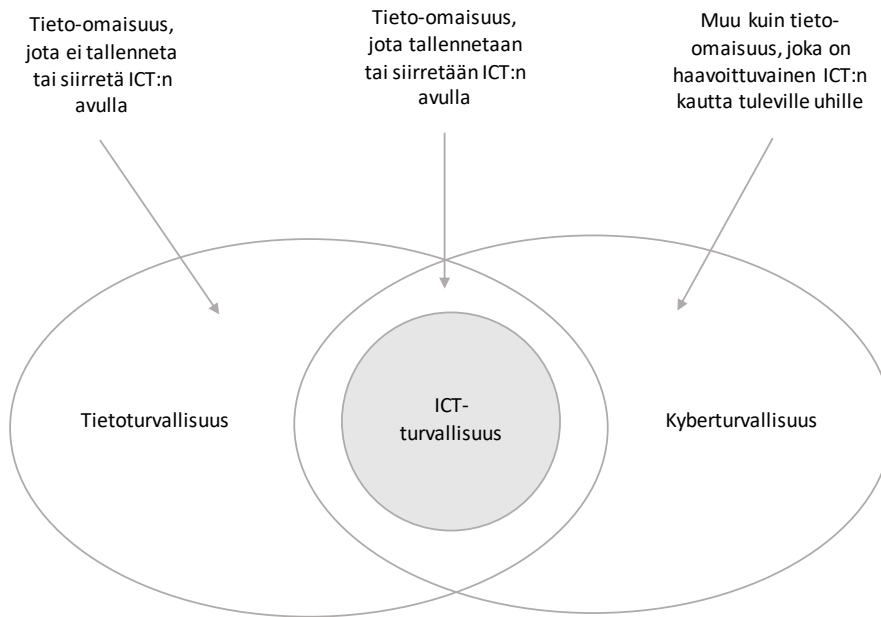 Tieto-omaisuus,
jota ei tallenneta
tai siirretä ICT:n
avulla
Tieto-omaisuus,
jota tallennetaan
tai siirretään ICT:n
avulla
Muu kuin tieto-
omaisuus, joka on
haavoittuvainen ICT:n
kautta tuleville uhille
Tietoturvallisuus
ICT-
turvallisuus
Kyberturvallisuus